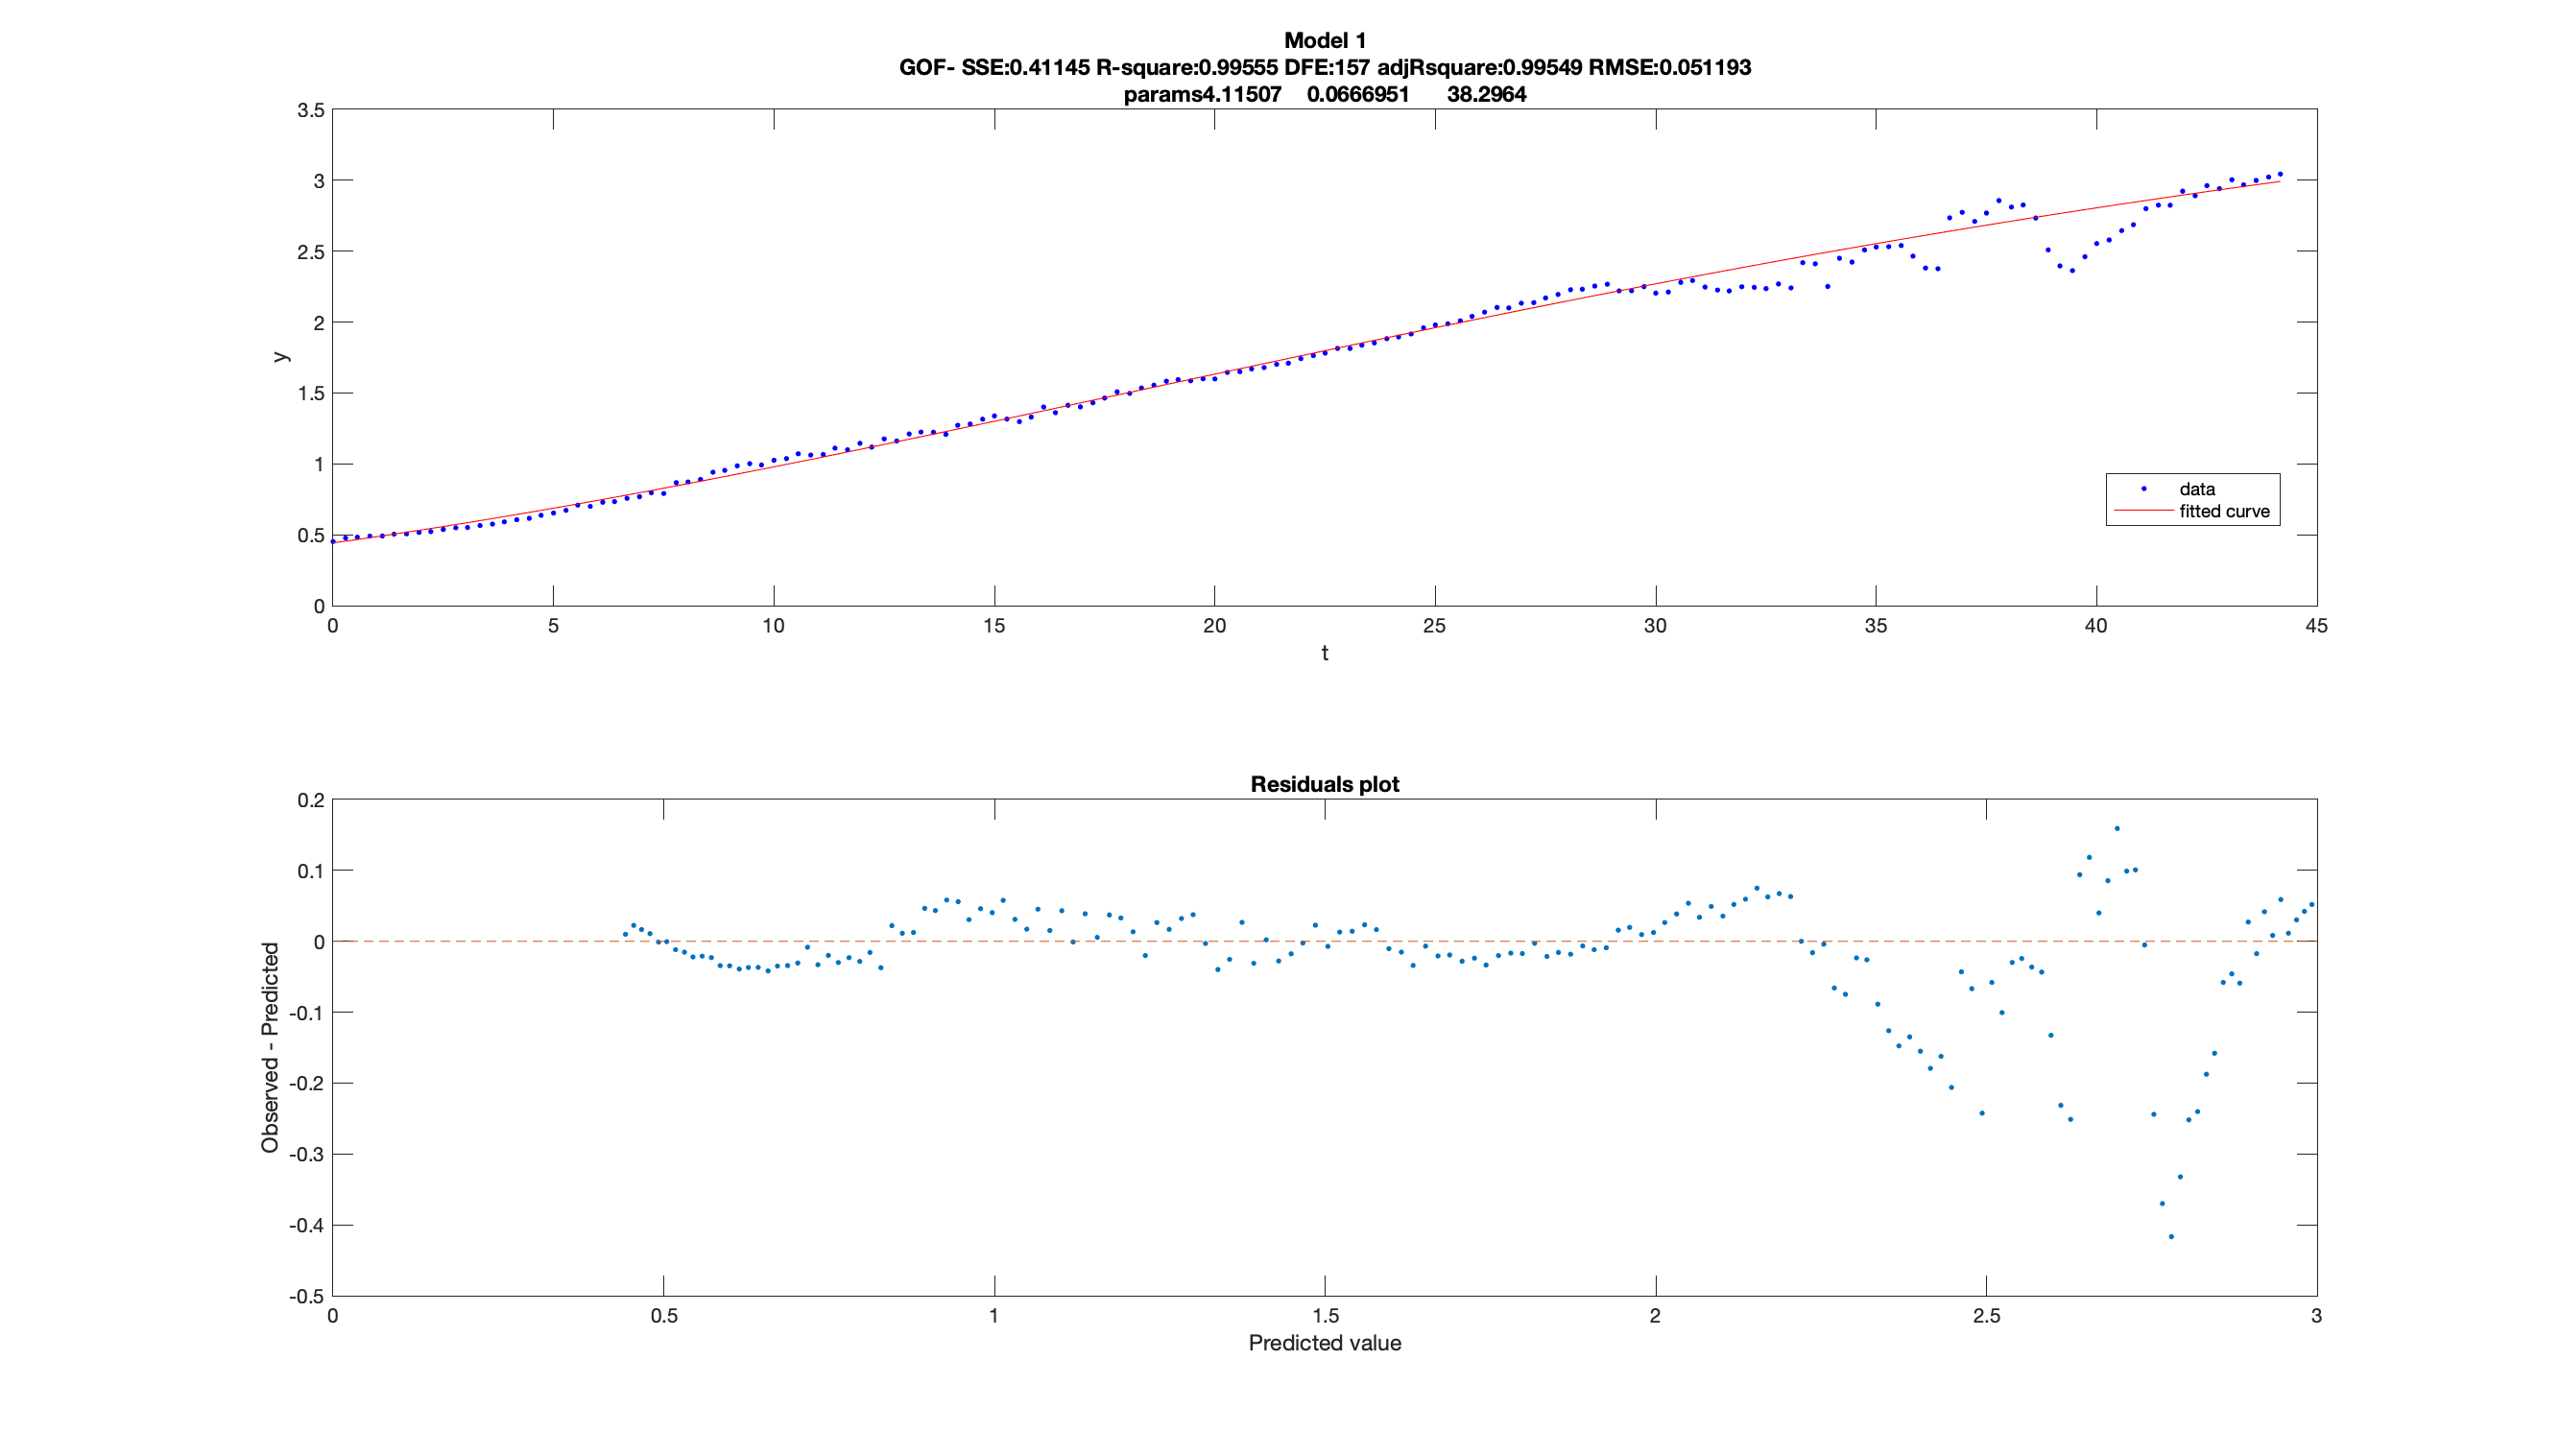 Model 1
GOF- SSE:0.41145 R-square:0.99555 DFE:157 adjRsquare:0.99549 RMSE:0.051193
params4.11507 0.0666951 38.2964
3.5
3
2.5
2
1.5
1
0.5
0
y
0 5 10 15 20 25 30 35 40 45
t
data
fitted curve
Residuals plot
0.2
0.1
0
-0.1
-0.2
-0.3
-0.4
-0.5
Observed - Predicted
0 0.5 1 1.5 2 2.5 3
Predicted value